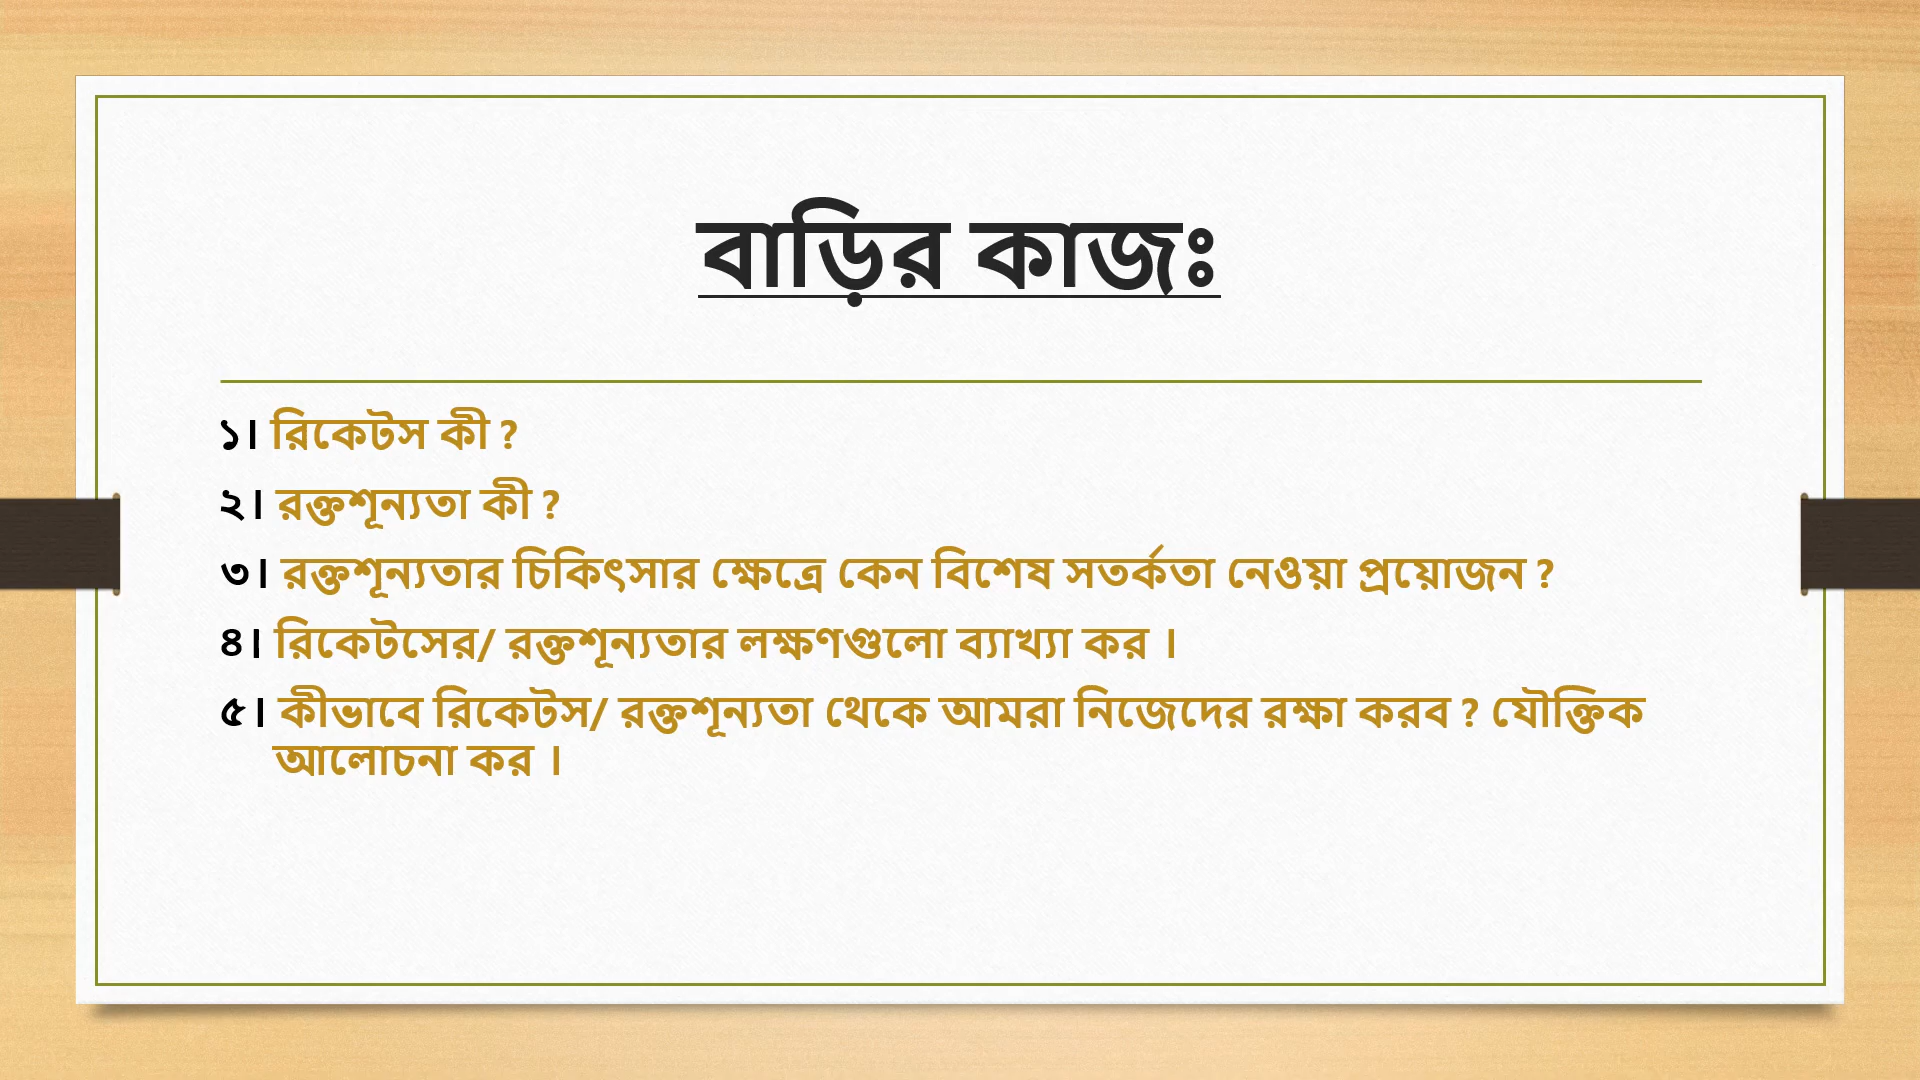 বাড়ির কাজঃ
১। রিকেটস কী ?
২। রক্তশূন্যতা কী ?
৩। রক্তশূন্যতার চিকিৎসার ক্ষেত্রে কেন বিশেষ সতর্কতা নেওয়া প্রয়োজন ?
৪। রিকেটসের/ রক্তশূন্যতার লক্ষণগুলো ব্যাখ্যা কর ।
৫। কীভাবে রিকেটস/ রক্তশূন্যতা থেকে আমরা নিজেদের রক্ষা করব ? যৌক্তিক
আলোচনা কর ।